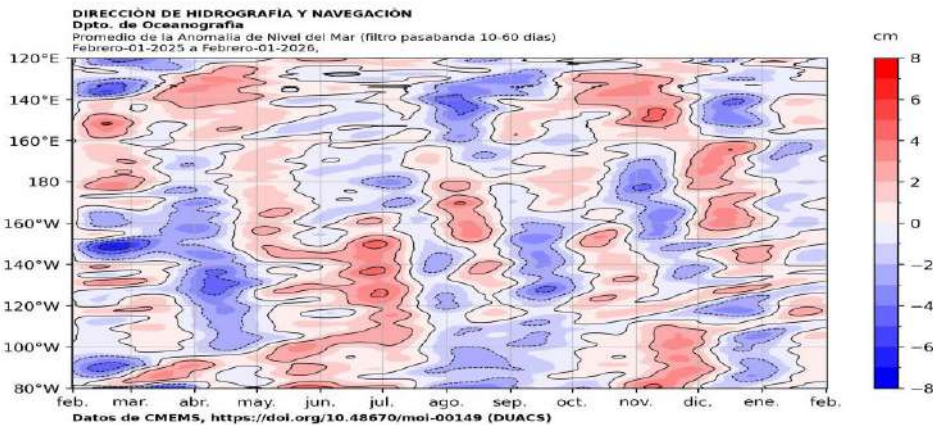 DIRECCIÓN DE HIDROGRAFÍA Y NAVEGACIÓN
Dpto. de Oceanografia
Promedio de la Anomalia de Nivel del Mar (filtro pasabanda 10-60 dias)
Febrero-01-2025 a Febrero-01-2026,
cm
120°E
140°E
160°E
180
160°W
140°W
120°W
100°W
80°W
8
6
4
2
0
−2
−4
−6
−8
feb. mar. abr. may. jun. jul. ago. sep. oct. nov. dic. ene. feb.
Datos de CMEMS, https://doi.org/10.48670/moi-00149 (DUACS)